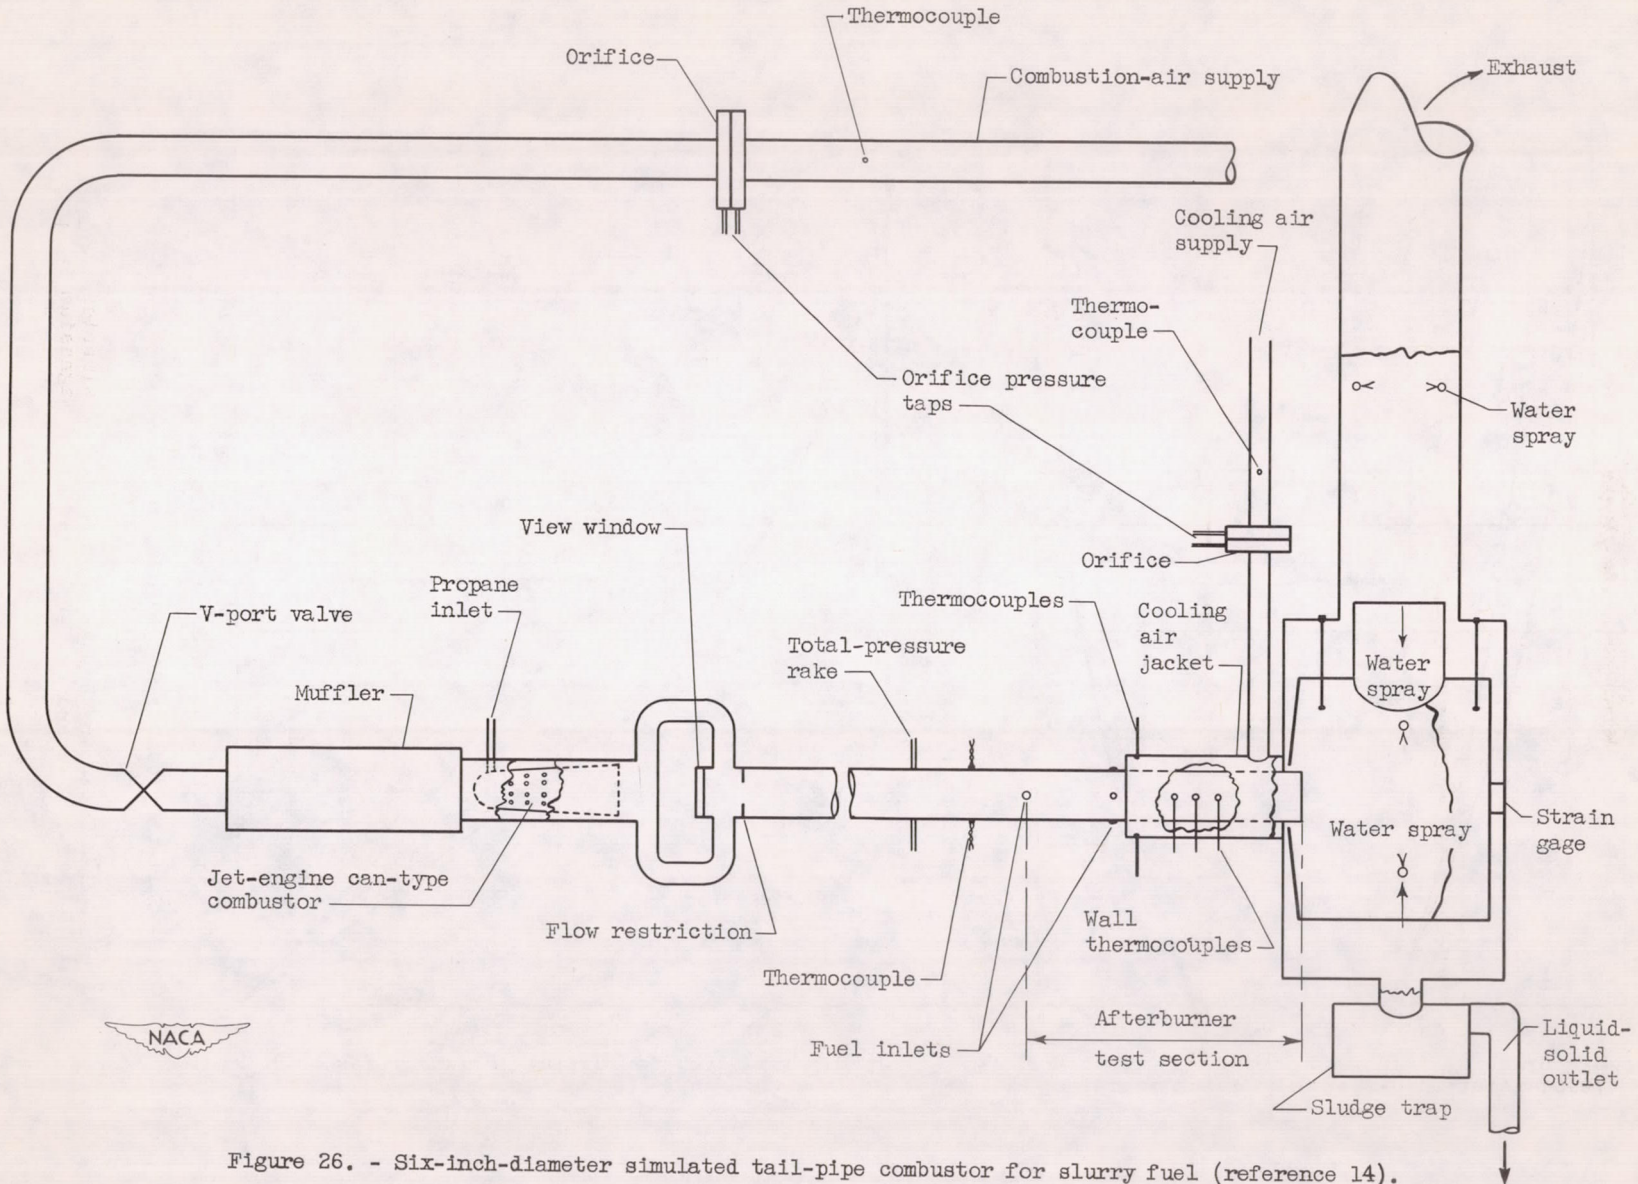 Thermocouple
Orifice
Combustion-air supply
Exhaust
Cooling air
supply
Thermo-
couple
Orifice pressure
taps
Water
spray
View window
Orifice
Propane
inlet
Thermocouples
Cooling
air
jacket
V-port valve
Total-pressure
rake
Water
spray
Muffler
Water spray
Strain
gage
Jet-engine can-type
combustor
Flow restriction
Wall
thermocouples
Thermocouple
NACA
Afterburner
test section
Fuel inlets
Liquid-
solid
outlet
Sludge trap
Figure 26. - Six-inch-diameter simulated tail-pipe combustor for slurry fuel (reference 14).